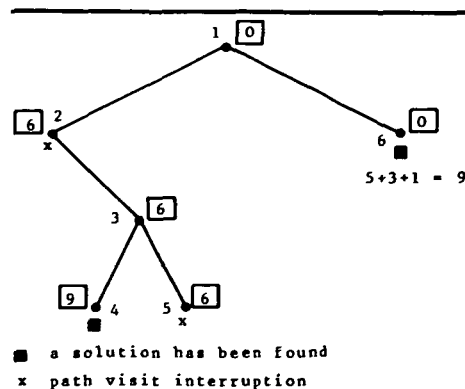 1 0
6 2
x
6 0
5+3+1 = 9
3 6
9 4 5 6
x
■ a solution has been found
x path visit interruption